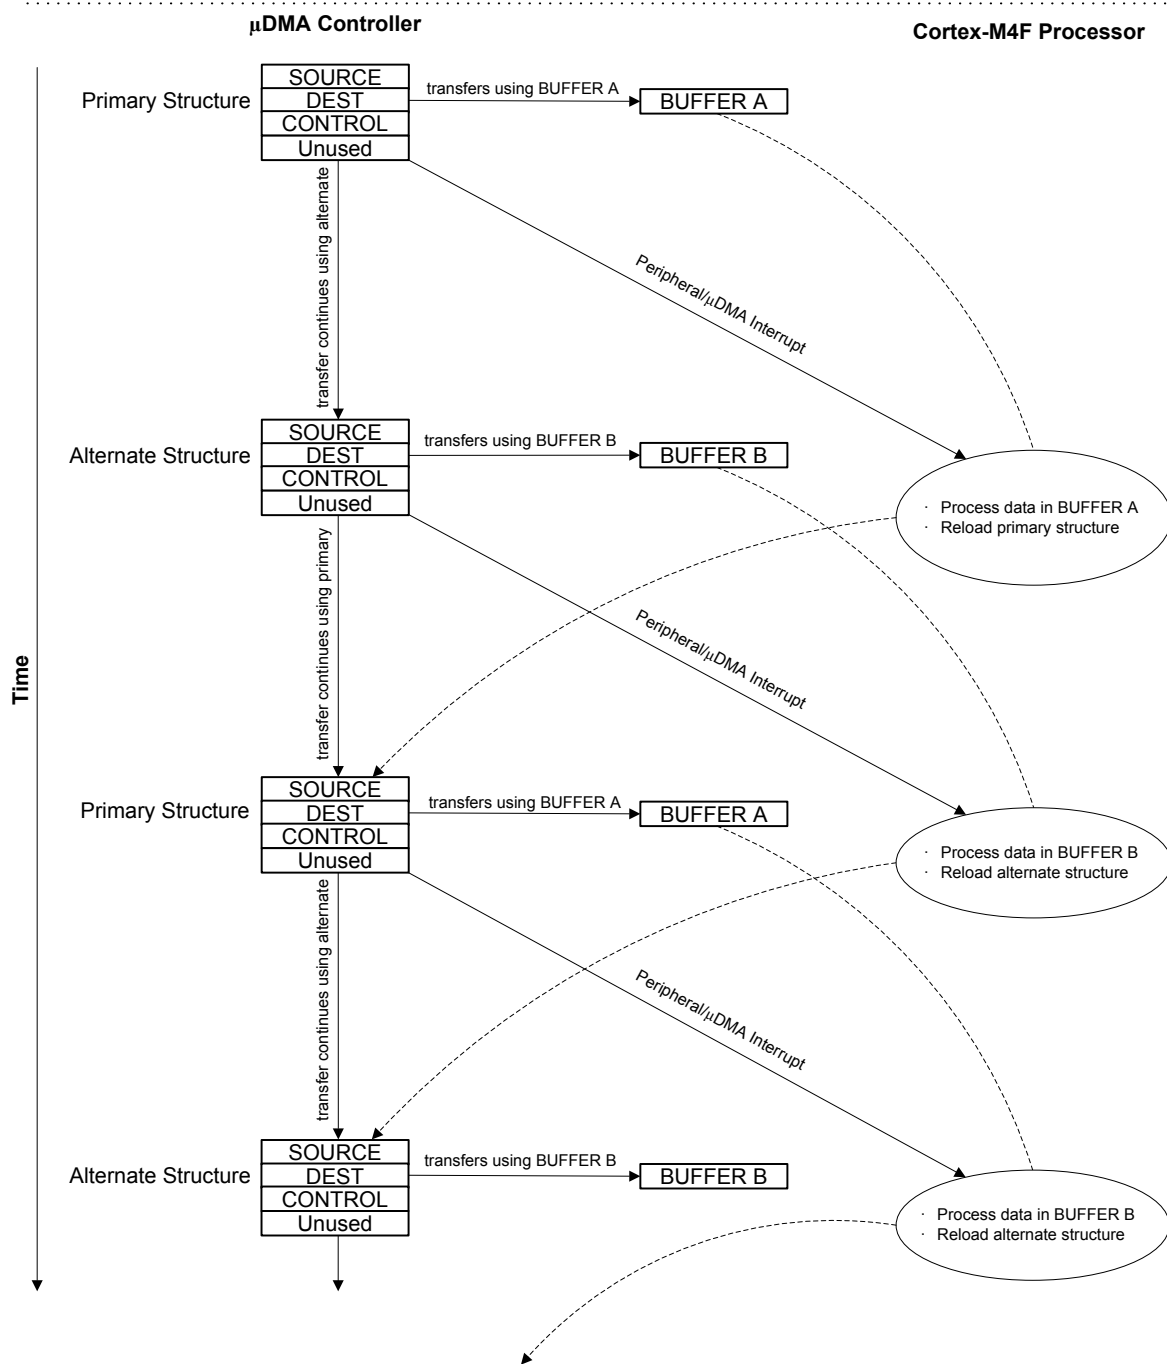 µDMA Controller
Cortex-M4F Processor
SOURCE
Primary Structure
DEST
transfers using BUFFER A
BUFFER A
CONTROL
Unused
transfer continues using alternate
Peripheral/µDMA Interrupt
SOURCE
Alternate Structure
DEST
transfers using BUFFER B
BUFFER B
CONTROL
Unused
· Process data in BUFFER A
· Reload primary structure
transfer continues using primary
Peripheral/µDMA Interrupt
Time
SOURCE
Primary Structure
DEST
transfers using BUFFER A
BUFFER A
CONTROL
Unused
· Process data in BUFFER B
· Reload alternate structure
transfer continues using alternate
Peripheral/µDMA Interrupt
SOURCE
Alternate Structure
DEST
transfers using BUFFER B
BUFFER B
CONTROL
Unused
· Process data in BUFFER B
· Reload alternate structure